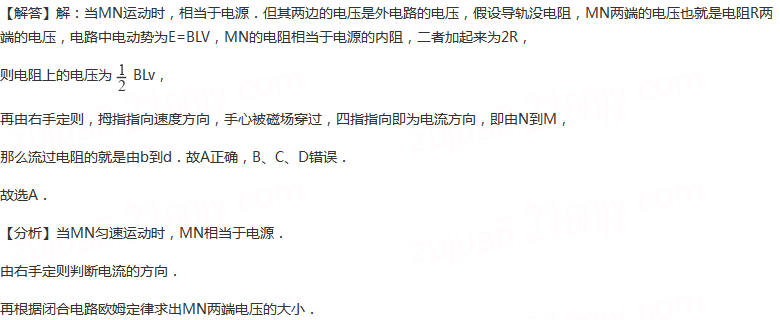 【解答】解：当MN运动时，相当于电源．但其两边的电压是外电路的电压，假设导轨没电阻，MN两端的电压也就是电阻R两
端的电压，电路中电动势为E=BLV，MN的电阻相当于电源的内阻，二者加起来为2R，
则电阻上的电压为 1/2 BLv，
再由右手定则，拇指指向速度方向，手心被磁场穿过，四指指向即为电流方向，即由N到M，
那么流过电阻的就是由b到d．故A正确，B、C、D错误．
故选A．
【分析】当MN匀速运动时，MN相当于电源．
由右手定则判断电流的方向．
再根据闭合电路欧姆定律求出MN两端电压的大小．